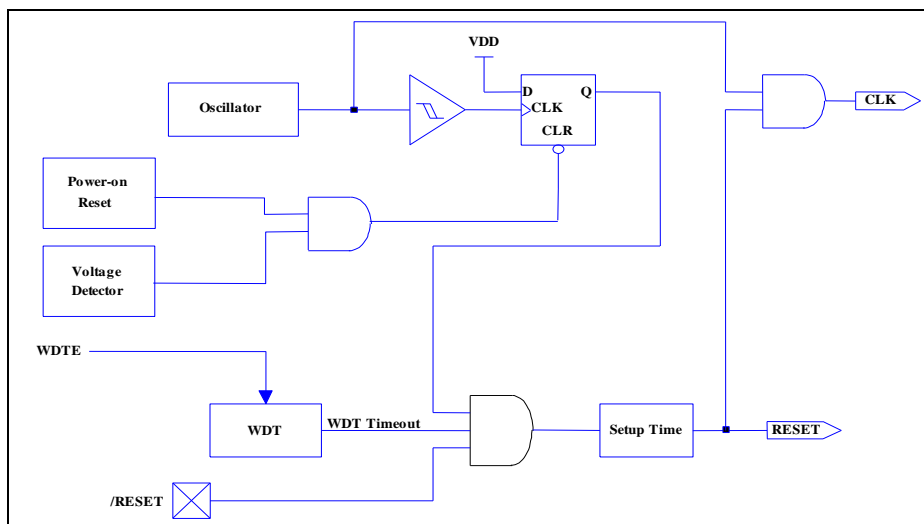 VDD
Oscillator
D
Q
CLK
CLR
CLK
Power-on
Reset
Voltage
Detector
WDTE
WDT
WDT Timeout
Setup Time
RESET
/RESET